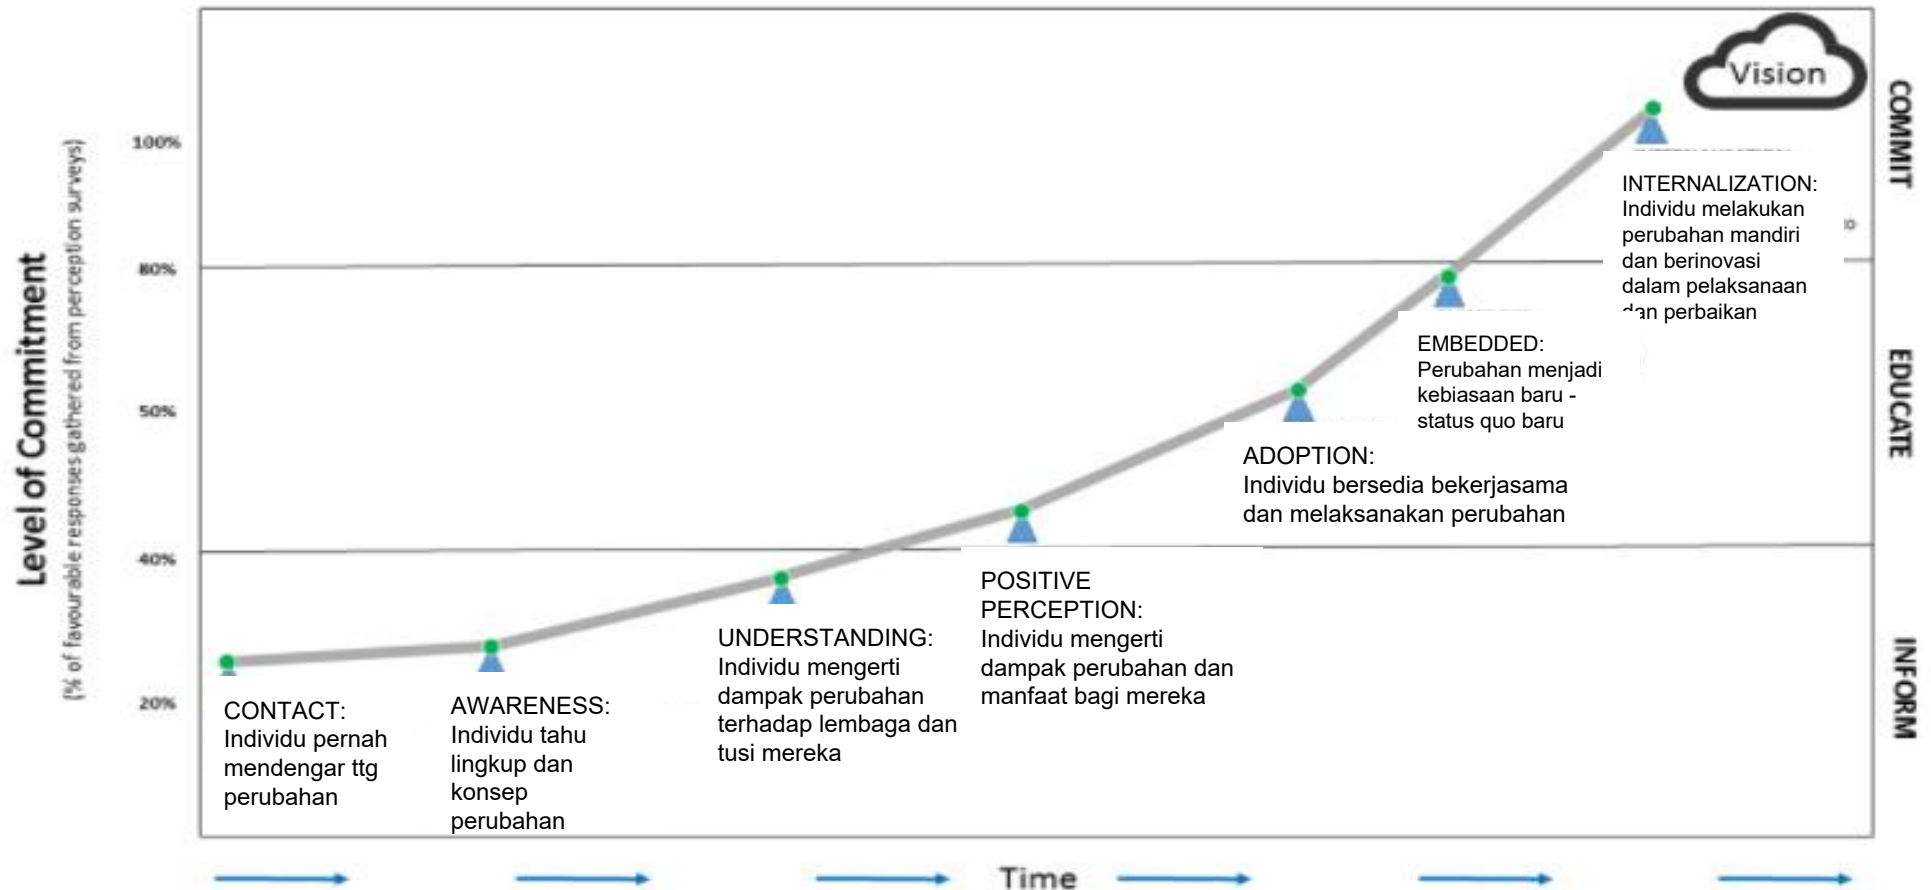 Vision
COMMIT
100%
INTERNALIZATION:
Individu melakukan
perubahan mandiri
dan berinovasi
dalam pelaksanaan
dan perbaikan
80%
Level of Commitment
(% of favourable responses gathered from perception surveys)
EMBEDDED:
Perubahan menjadi
kebiasaan baru -
status quo baru
EDUCATE
50%
ADOPTION:
Individu bersedia bekerjasama
dan melaksanakan perubahan
40%
POSITIVE
PERCEPTION:
Individu mengerti
dampak perubahan dan
manfaat bagi mereka
UNDERSTANDING:
Individu mengerti
dampak perubahan
terhadap lembaga dan
tusi mereka
INFORM
20%
CONTACT:
Individu pernah
mendengar ttg
perubahan
AWARENESS:
Individu tahu
lingkup dan
konsep
perubahan
Time